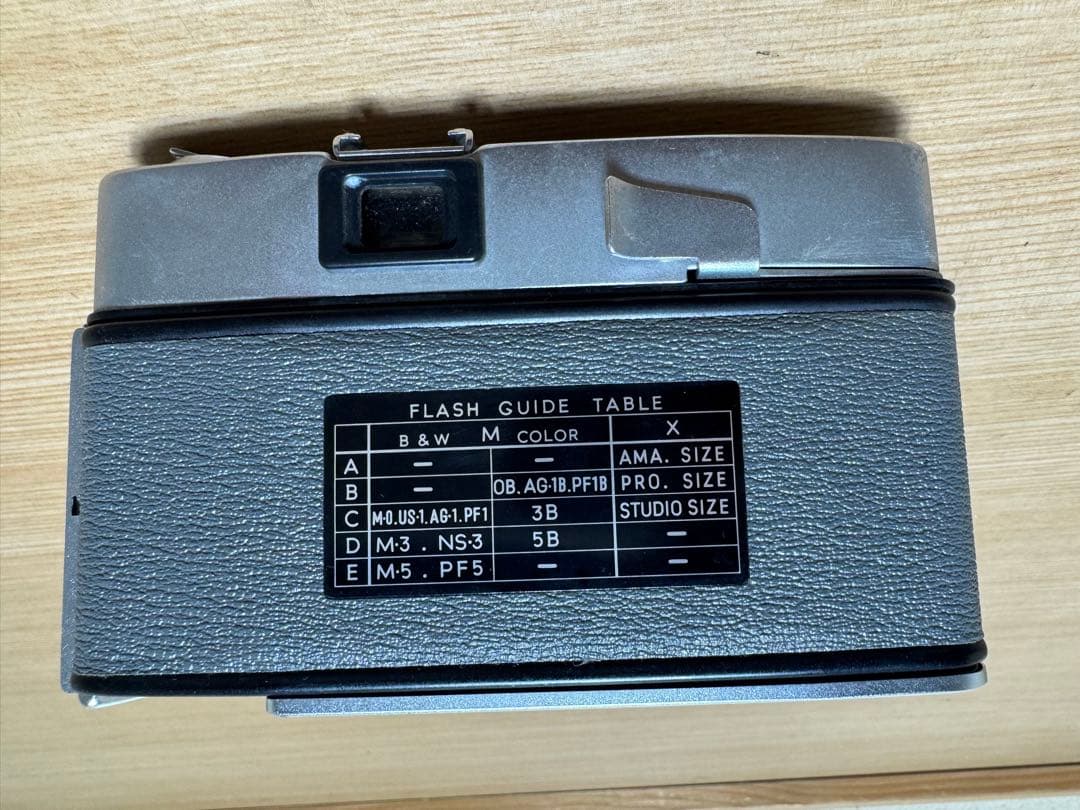 FLASH GUIDE TABLE
B & W M COLOR X
A — — AMA. SIZE
B — OB.AG·1B.PF1B PRO. SIZE
C M·0.US·1.AG·1.PF1 3B STUDIO SIZE
D M·3 . NS·3 5B —
E M·5 . PF5 — —